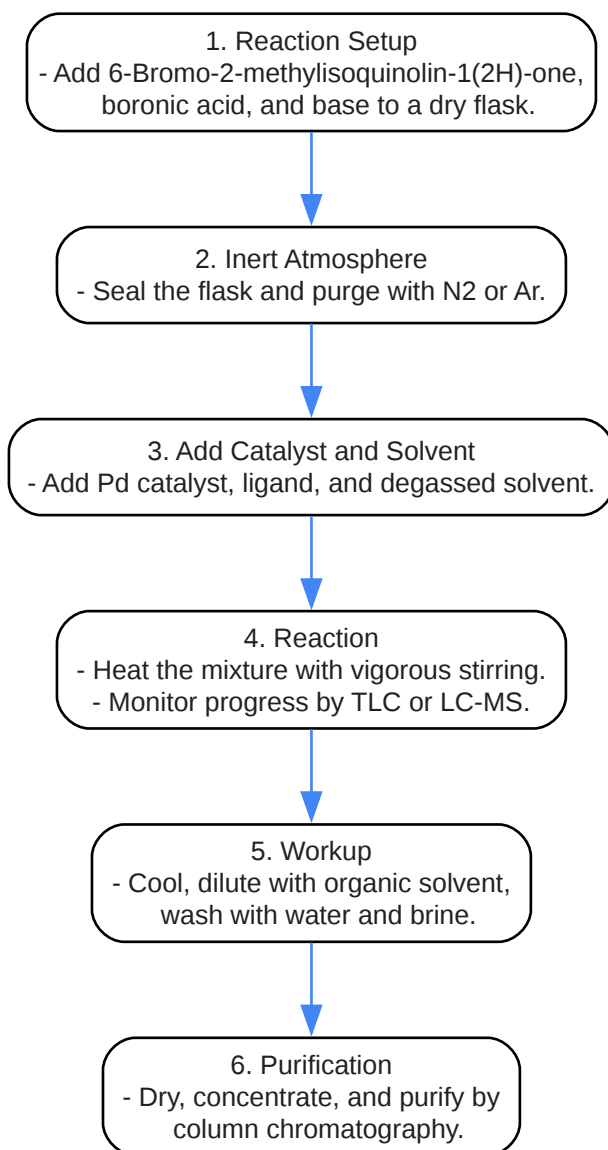 1. Reaction Setup
- Add 6-Bromo-2-methylisoquinolin-1(2H)-one,
boronic acid, and base to a dry flask.
2. Inert Atmosphere
- Seal the flask and purge with N2 or Ar.
3. Add Catalyst and Solvent
- Add Pd catalyst, ligand, and degassed solvent.
4. Reaction
- Heat the mixture with vigorous stirring.
- Monitor progress by TLC or LC-MS.
5. Workup
- Cool, dilute with organic solvent,
wash with water and brine.
6. Purification
- Dry, concentrate, and purify by
column chromatography.